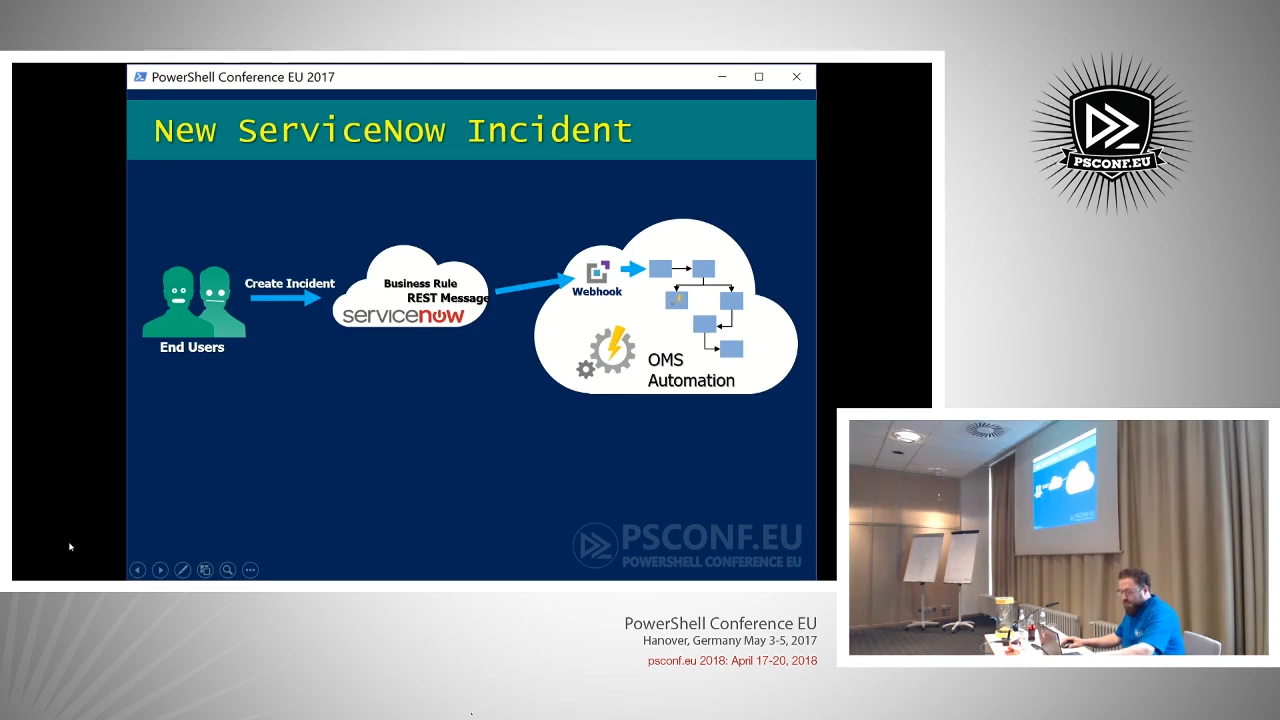 PowerShell Conference EU 2017
New ServiceNow Incident
Create Incident
End Users
Business Rule
REST Message
servicenow
Webhook
OMS
Automation
PSCONF.EU
POWERSHELL CONFERENCE EU
PSCONF.EU
PowerShell Conference EU
Hanover, Germany May 3-5, 2017
psconf.eu 2018: April 17-20, 2018